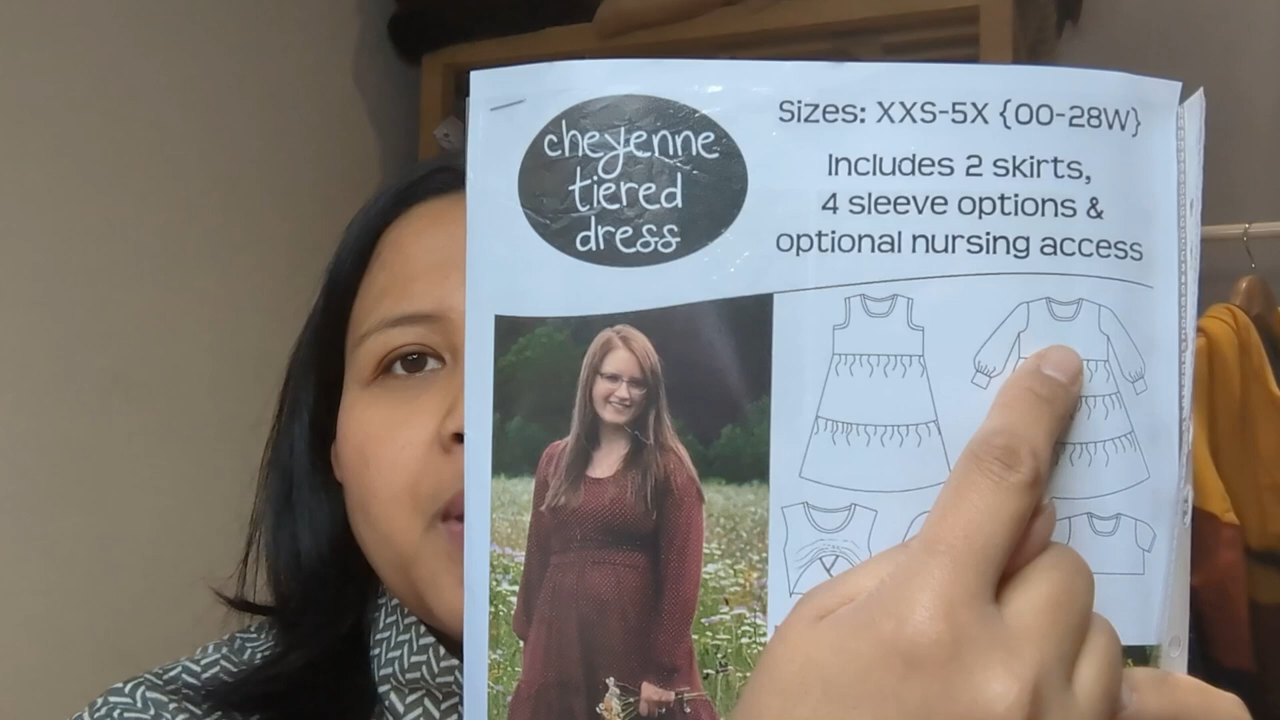 cheyenne
tiered
dress
Sizes: XXS-5X {00-28W}
Includes 2 skirts,
4 sleeve options &
optional nursing access